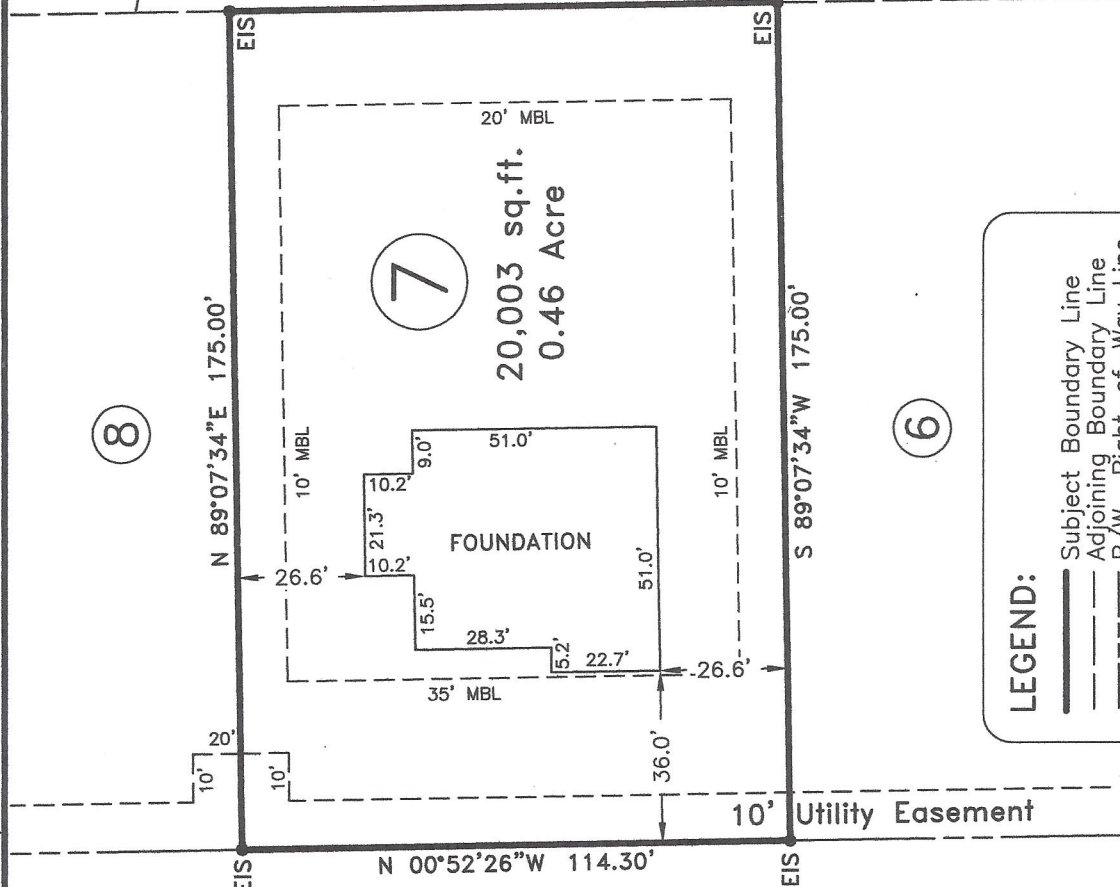 EIS
EIS
20' MBL
7
20,003 sq.ft.
0.46 Acre
N 89°07'34"E 175.00'
S 89°07'34"W 175.00'
8
6
10' MBL
10' MBL
9.0'
51.0'
10.2'
21.3'
FOUNDATION
10.2'
51.0'
26.6'
15.5'
28.3'
5.2'
22.7'
26.6'
35' MBL
20'
10'
10'
36.0'
10' Utility Easement
N 00°52'26"W 114.30'
EIS
EIS
LEGEND:
Subject Boundary Line
Adjoining Boundary Line
R/W Right of Way Line